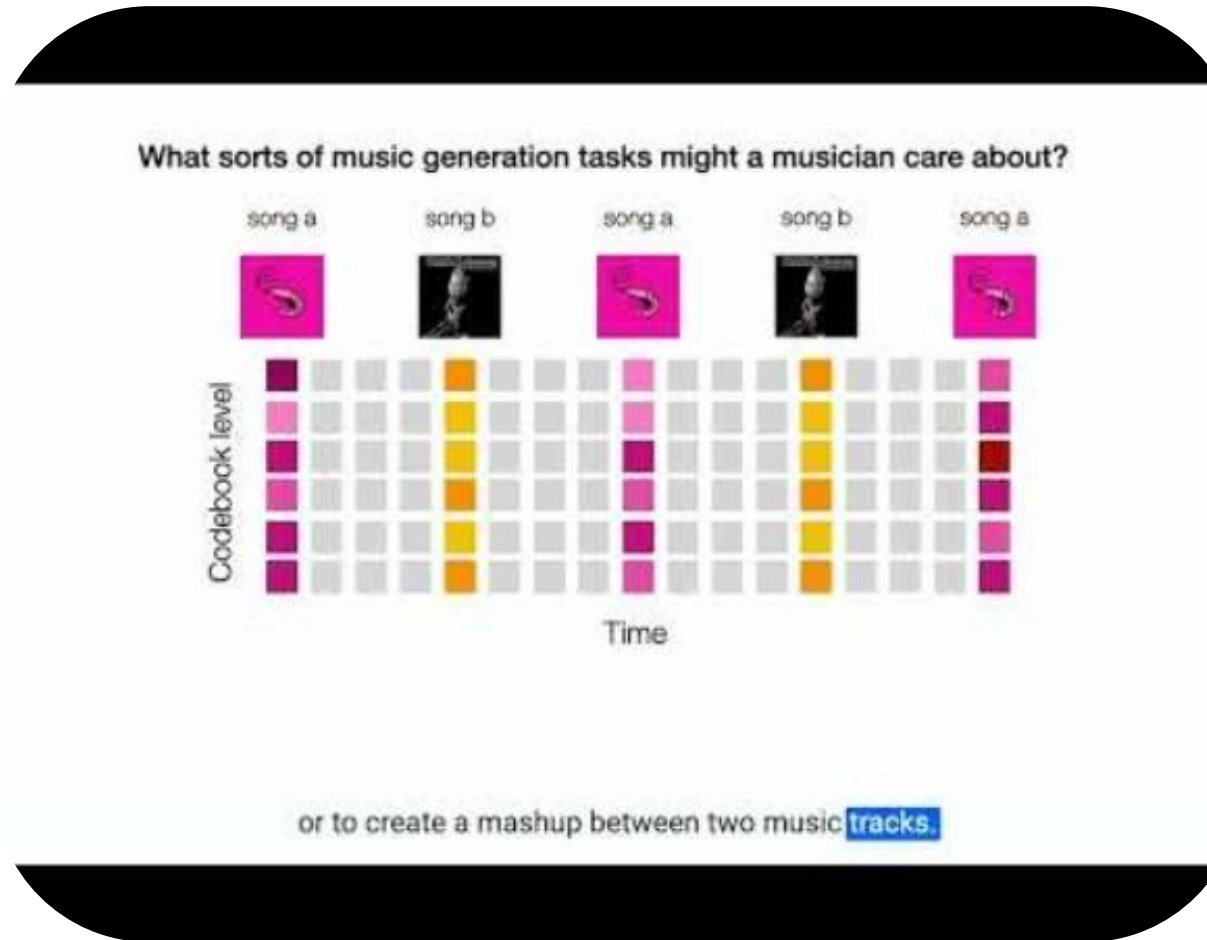 What sorts of music generation tasks might a musician care about?
song a song b song a song b song a
Codebook level
Time
or to create a mashup between two music tracks.